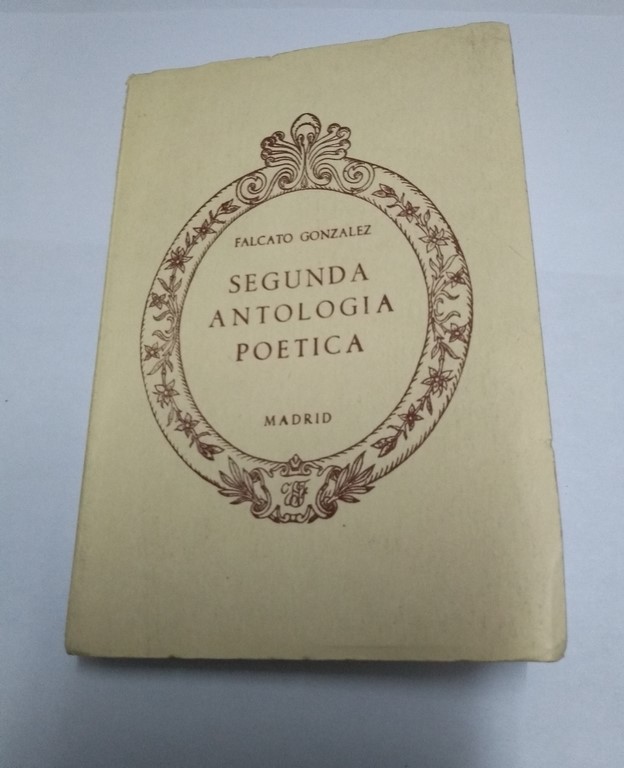 FALCATO GONZALEZ
SEGUNDA
ANTOLOGIA
POETICA
MADRID